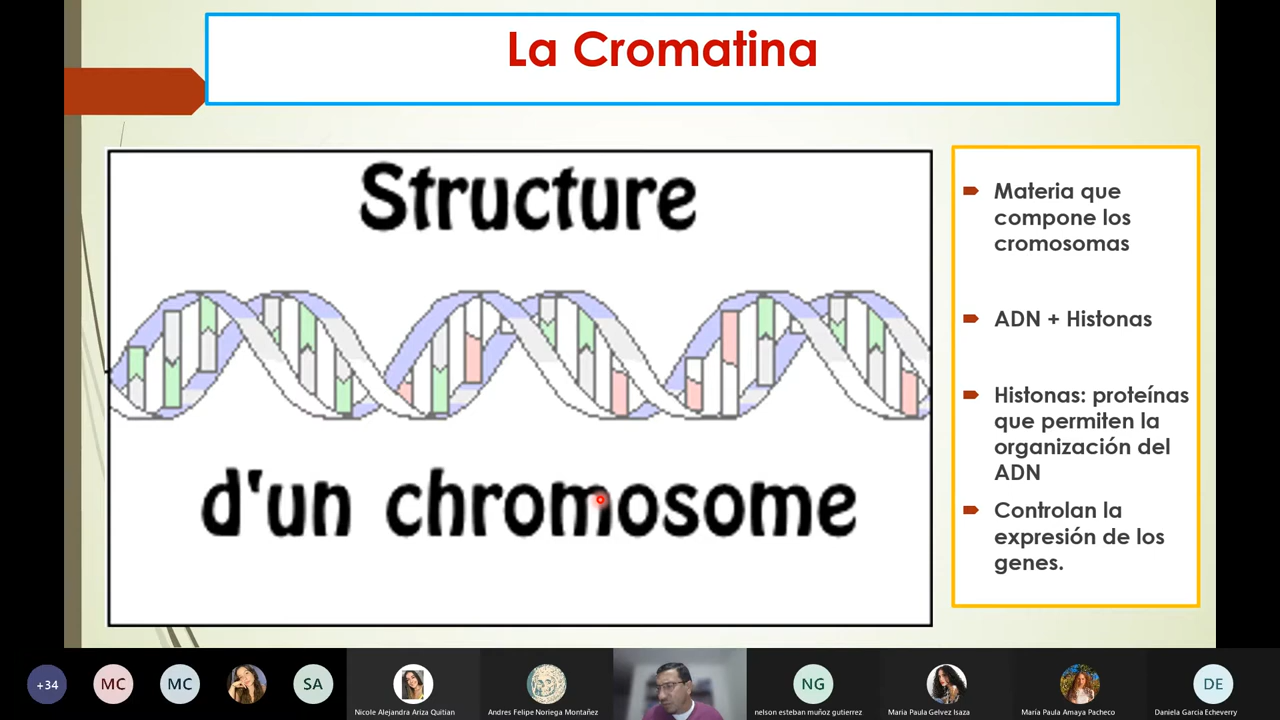 La Cromatina
Structure
d'un chromosome
Materia que
compone los
cromosomas
ADN + Histonas
Histonas: proteínas
que permiten la
organización del
ADN
Controlan la
expresión de los
genes.
+34
MC
MC
SA
NG
DE
Nicole Alejandra Ariza Quitian
Andres Felipe Noriega Montañez
nelson esteban muñoz gutierrez
Maria Paula Gelvez Isaza
María Paula Amaya Pacheco
Daniela Garcia Echeverry